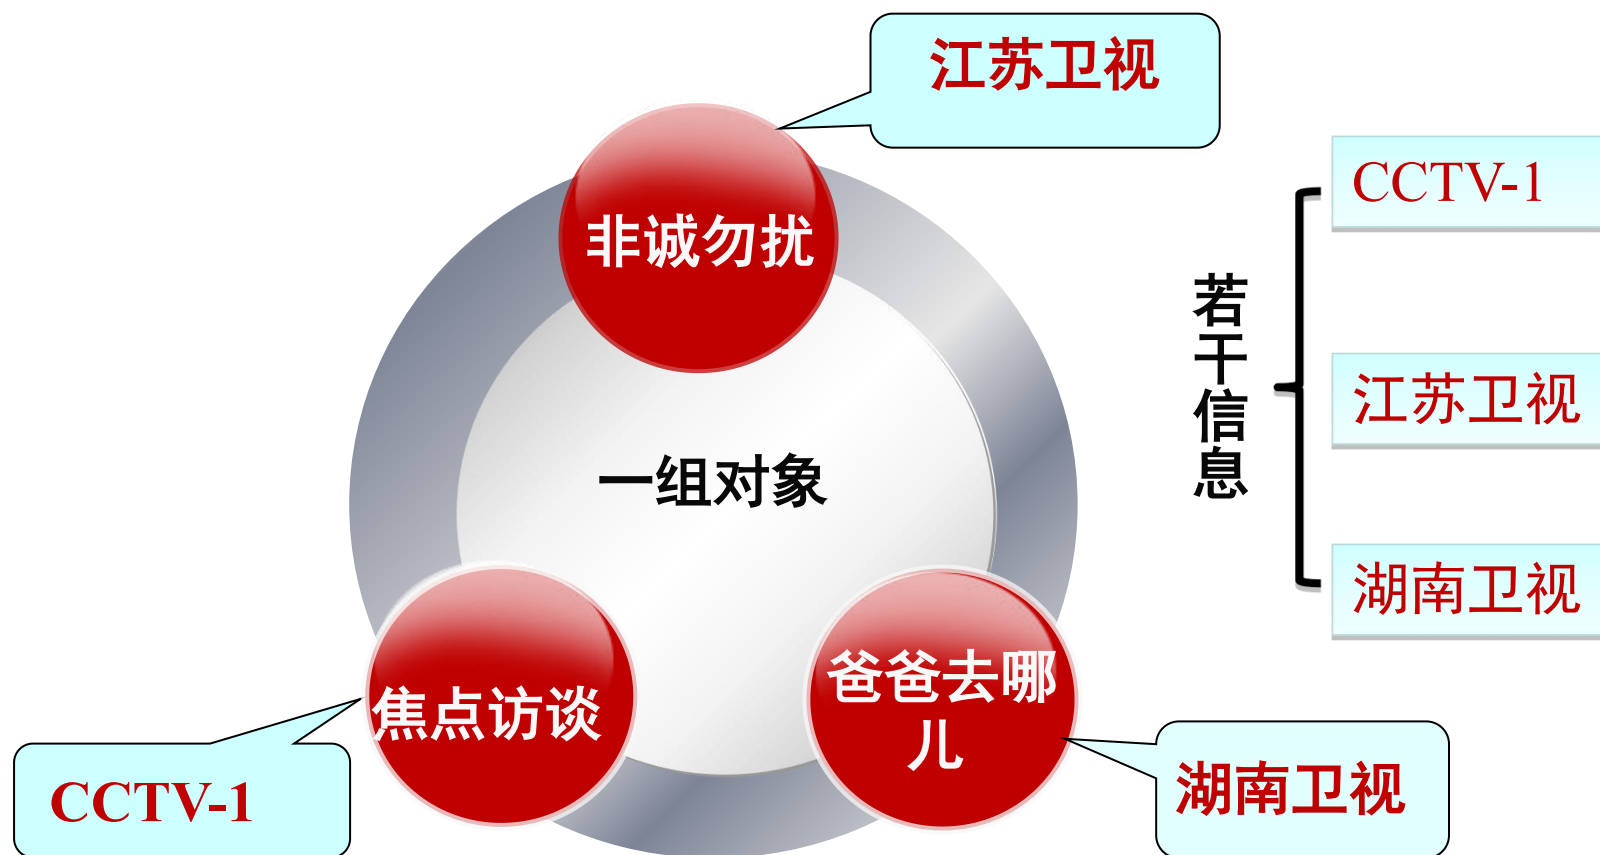 江苏卫视
非诚勿扰
一组对象
焦点访谈
爸爸去哪
儿
CCTV-1
湖南卫视
若干信息
CCTV-1
江苏卫视
湖南卫视